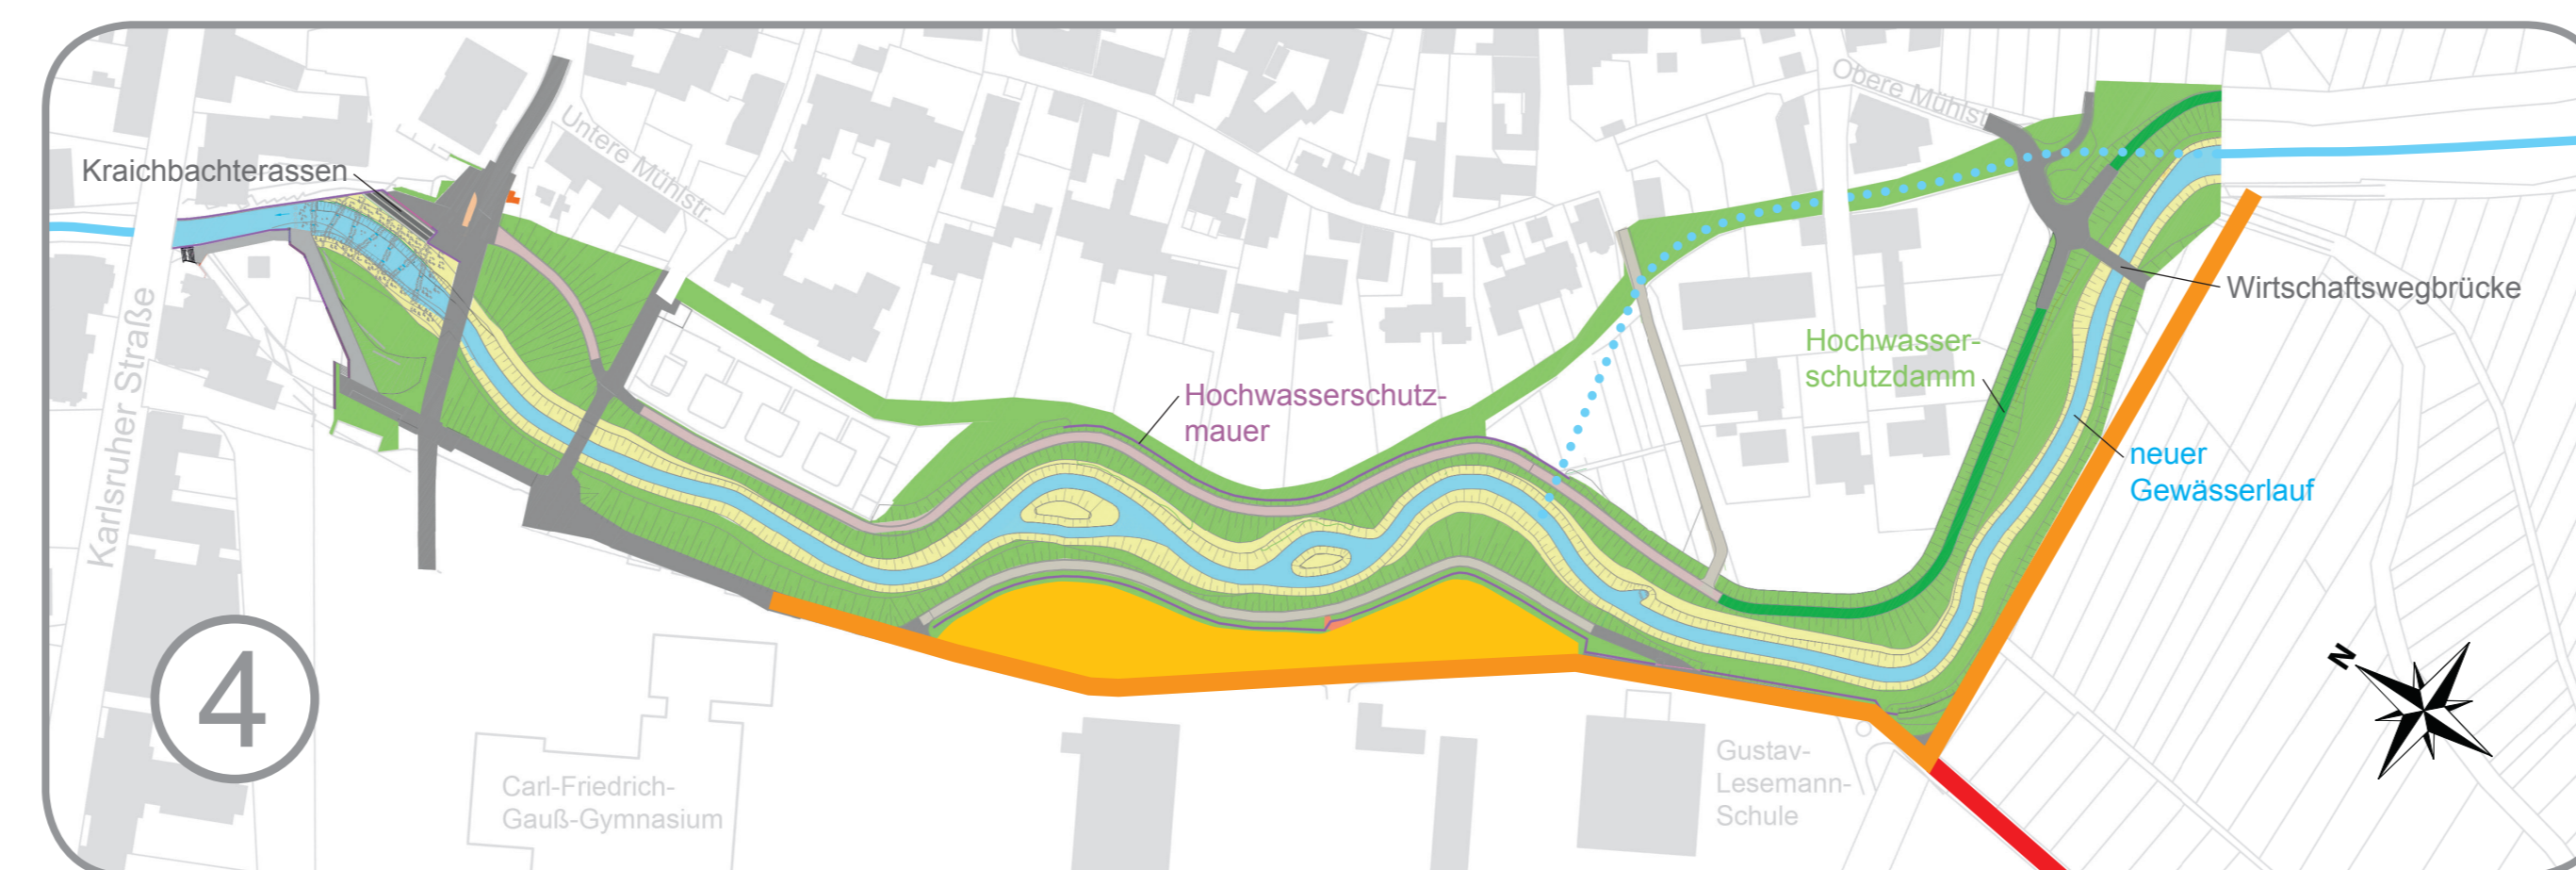 Kraichbachterassen
Untere Mühlstr.
Obere Mühlst
Karlsruher Straße
Hochwasserschutz-
mauer
Hochwasser-
schutzdamm
Wirtschaftswegbrücke
neuer
Gewässerlauf
4
Carl-Friedrich-
Gauß-Gymnasium
Gustav-
Lesemann-
Schule
N